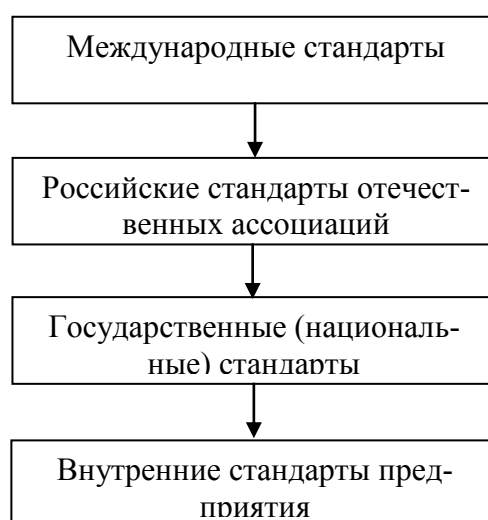 Международные стандарты
Российские стандарты отечест-
венных ассоциаций
Государственные (националь-
ные) стандарты
Внутренние стандарты пред-
приятия